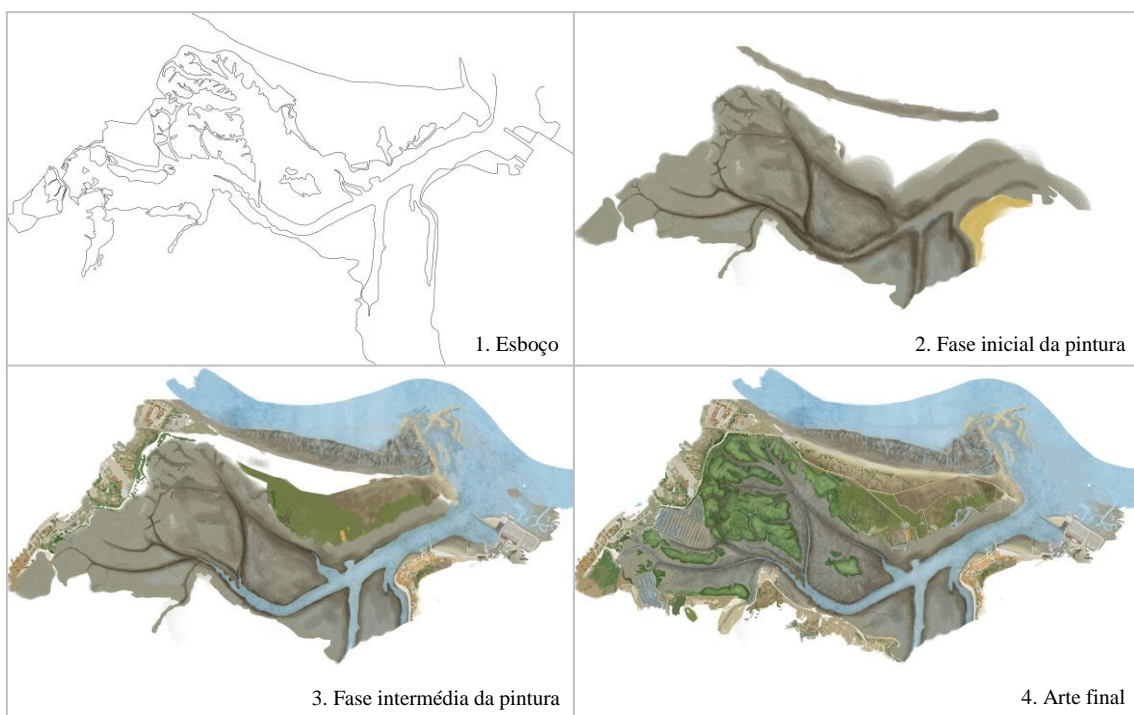 1. Esboço
2. Fase inicial da pintura
3. Fase intermédia da pintura
4. Arte final